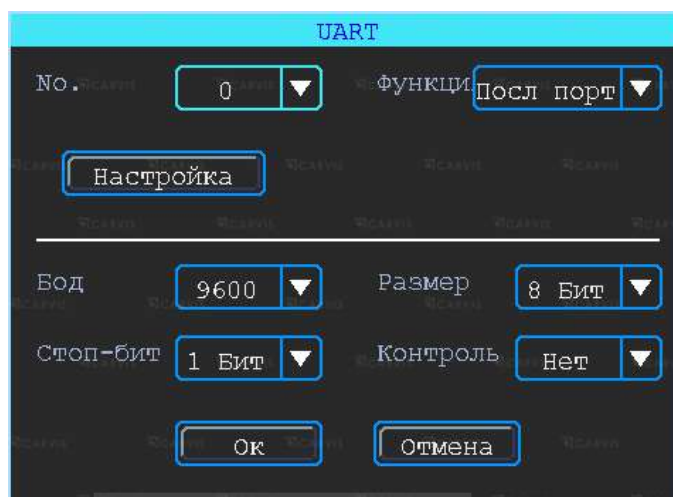 UART
No. 0 Функци Посл порт
Настройка
Бод 9600 Размер 8 Бит
Стоп-бит 1 Бит Контроль Нет
Ок Отмена